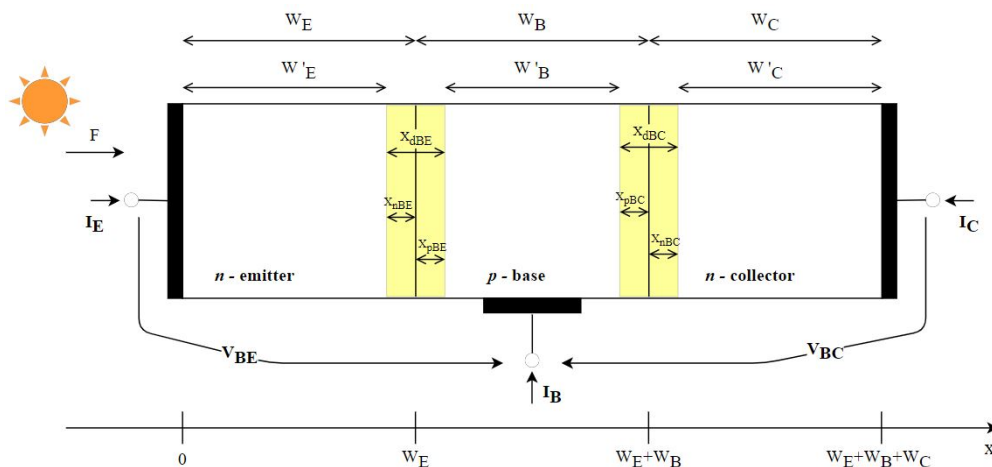 W_E W_B W_C
W'_E W'_B W'_C
F
X_dBE X_dBC
X_nBE X_pBC
X_pBE X_nBC
I_E I_C
n - emitter p - base n - collector
V_BE V_BC
I_B
0 W_E W_E+W_B W_E+W_B+W_C x